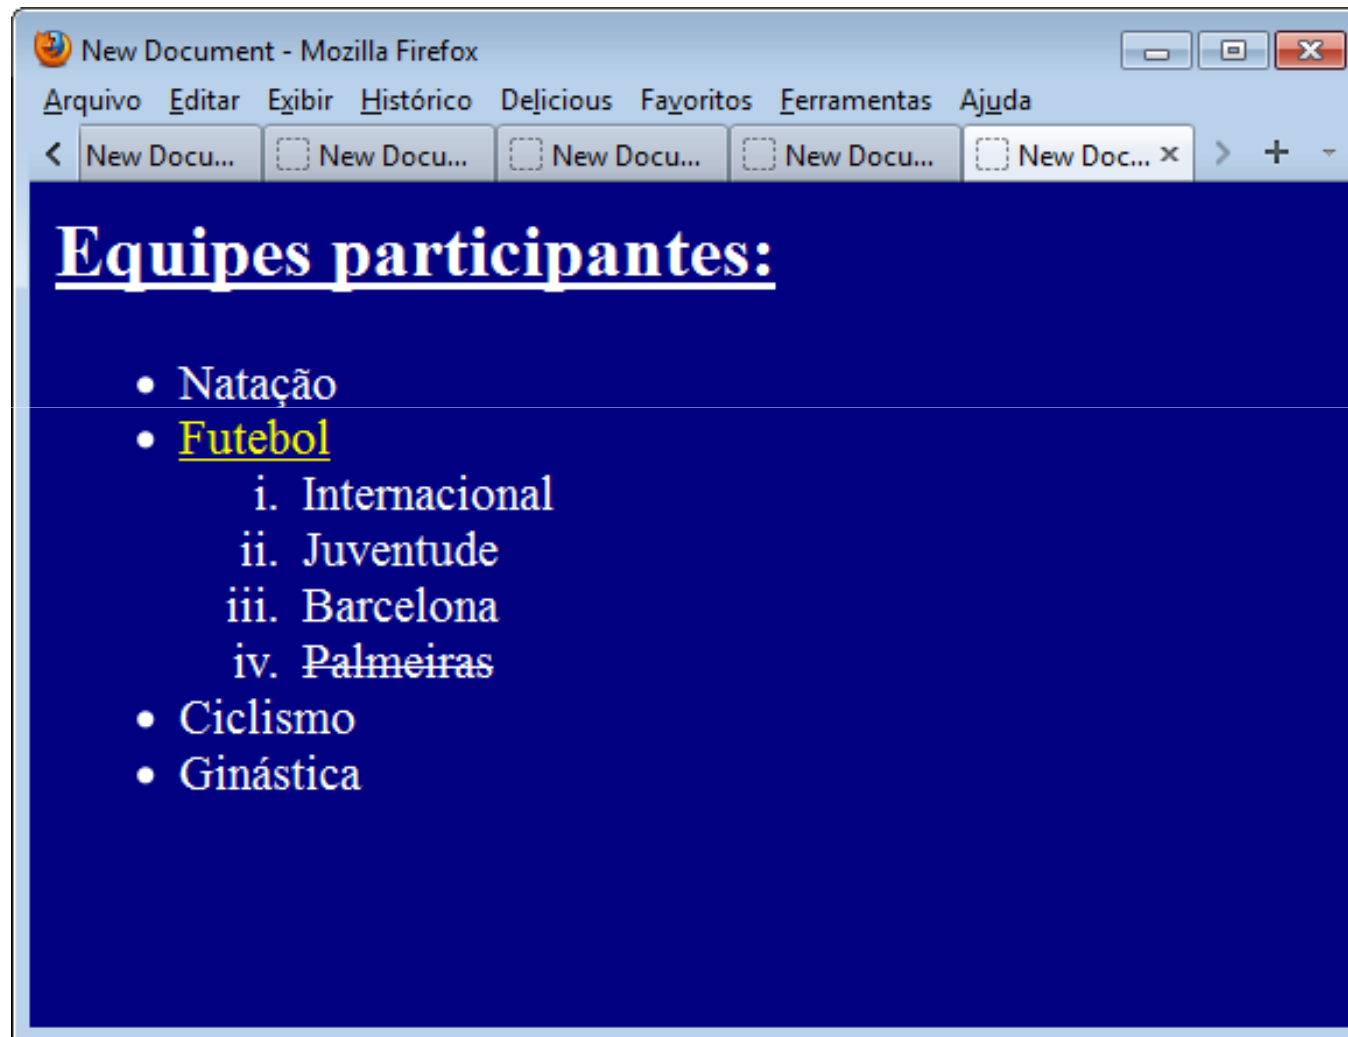 New Document - Mozilla Firefox
Arquivo Editar Exibir Histórico Delicious Favoritos Ferramentas Ajuda
New Docu... New Docu... New Docu... New Docu... New Doc...
Equipes participantes:
• Natação
• Futebol
i. Internacional
ii. Juventude
iii. Barcelona
iv. Palmeiras
• Ciclismo
• Ginástica